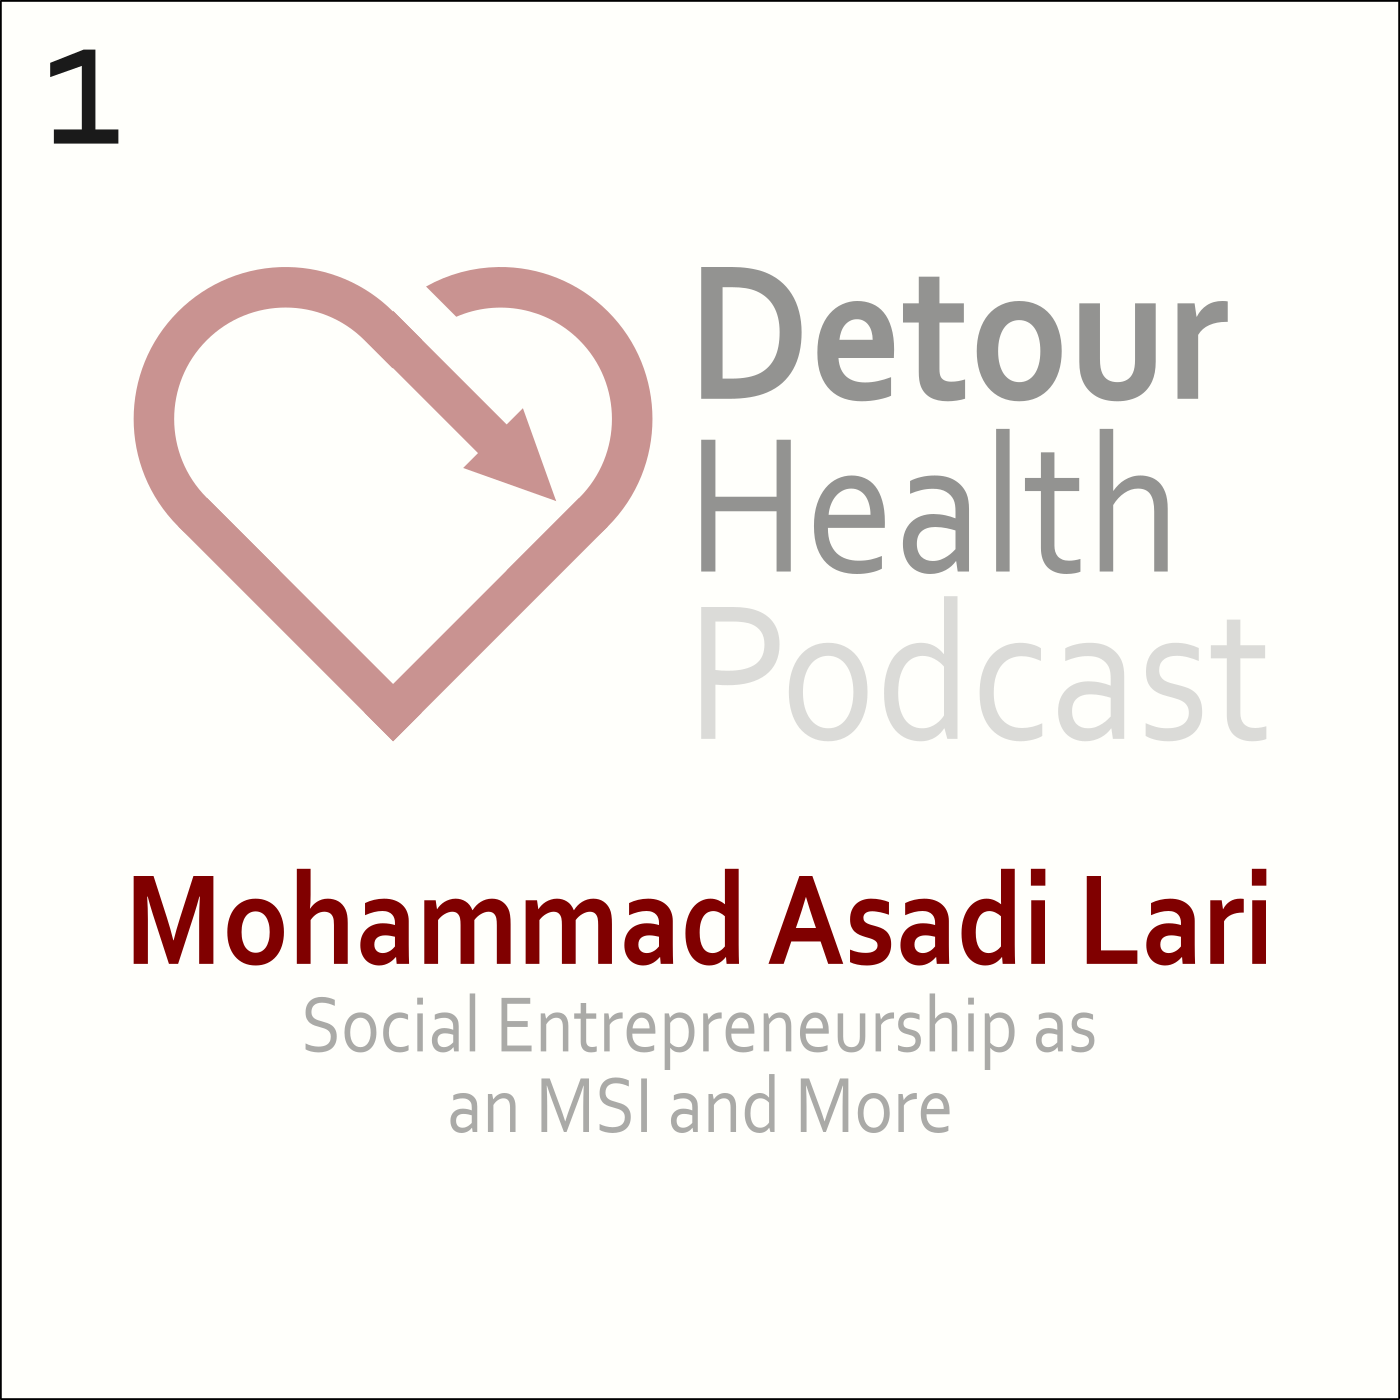 1
Detour
Health
Podcast
Mohammad Asadi Lari
Social Entrepreneurship as
an MSI and More